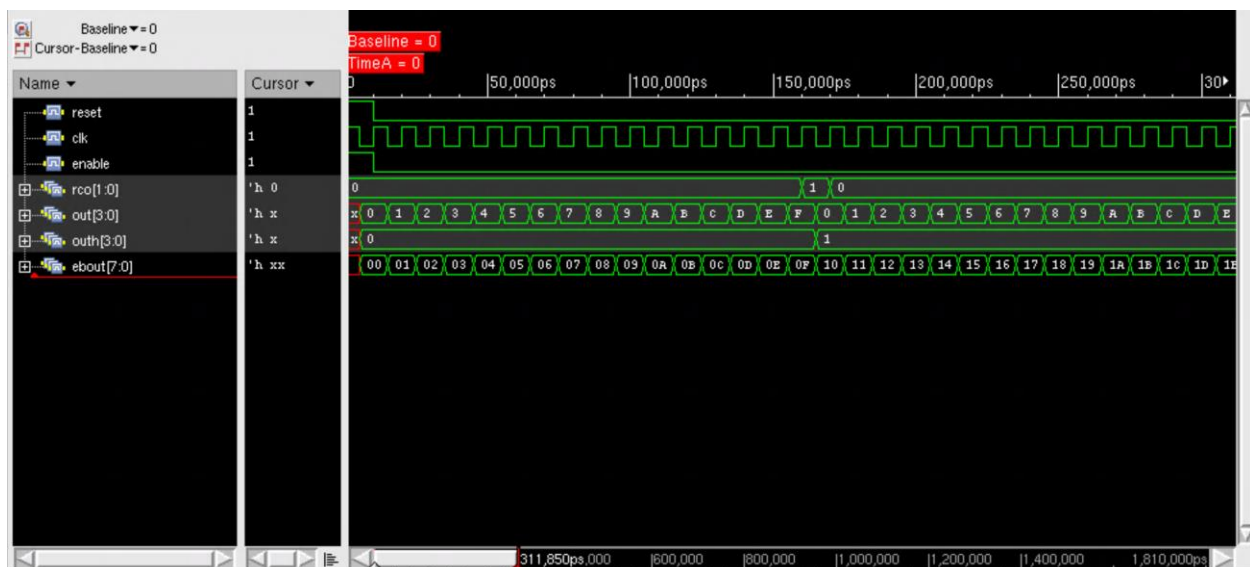 Baseline▼=0
Cursor-Baseline▼=0
Baseline = 0
TimeA = 0
Name ▼ Cursor ▼ 0 |50,000ps |100,000ps |150,000ps |200,000ps |250,000ps |30
reset 1
clk 1
enable 1
rco[1:0] 'h 0 0 1 0
out[3:0] 'h x x 0 1 2 3 4 5 6 7 8 9 A B C D E F 0 1 2 3 4 5 6 7 8 9 A B C D E
outh[3:0] 'h x x 0 1
ebout[7:0] 'h xx 00 01 02 03 04 05 06 07 08 09 0A 0B 0C 0D 0E 0F 10 11 12 13 14 15 16 17 18 19 1A 1B 1C 1D 1E
311,850ps,000 |600,000 |800,000 |1,000,000 |1,200,000 |1,400,000 1,810,000ps